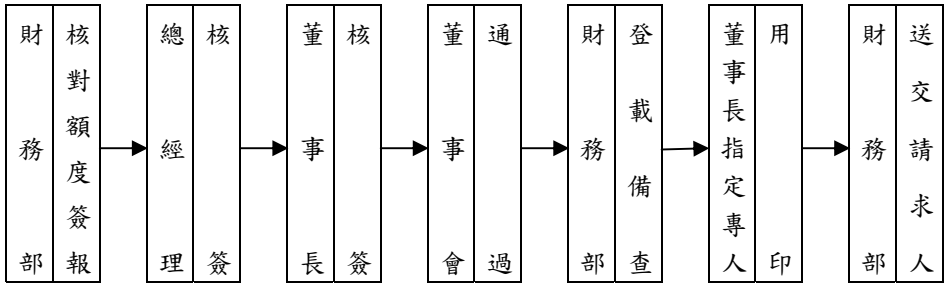 財務部
核對額度簽報
總經理
核簽
董事長
核簽
董事會
通過
財務部
登載備查
董事長指定專人
用印
財務部
送交請求人